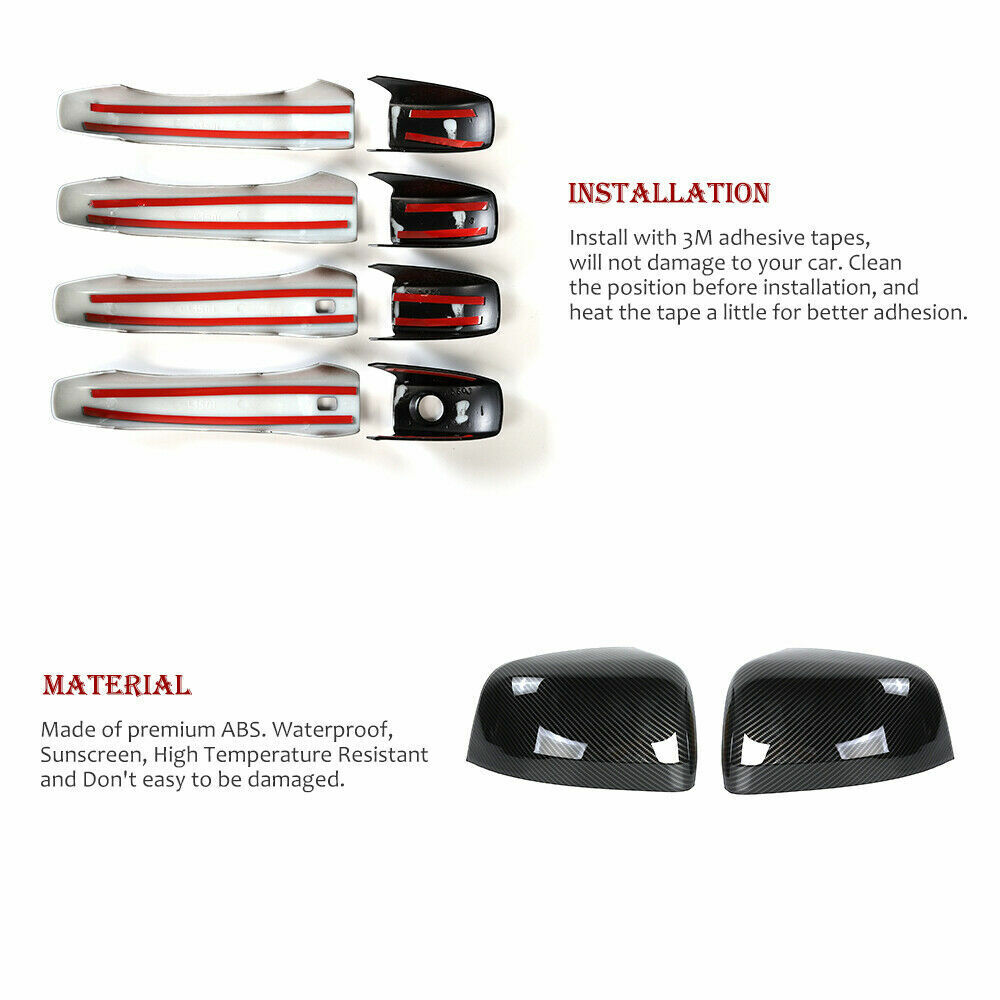 INSTALLATION
Install with 3M adhesive tapes,
will not damage to your car. Clean
the position before installation, and
heat the tape a little for better adhesion.
MATERIAL
Made of premium ABS. Waterproof,
Sunscreen, High Temperature Resistant
and Don't easy to be damaged.